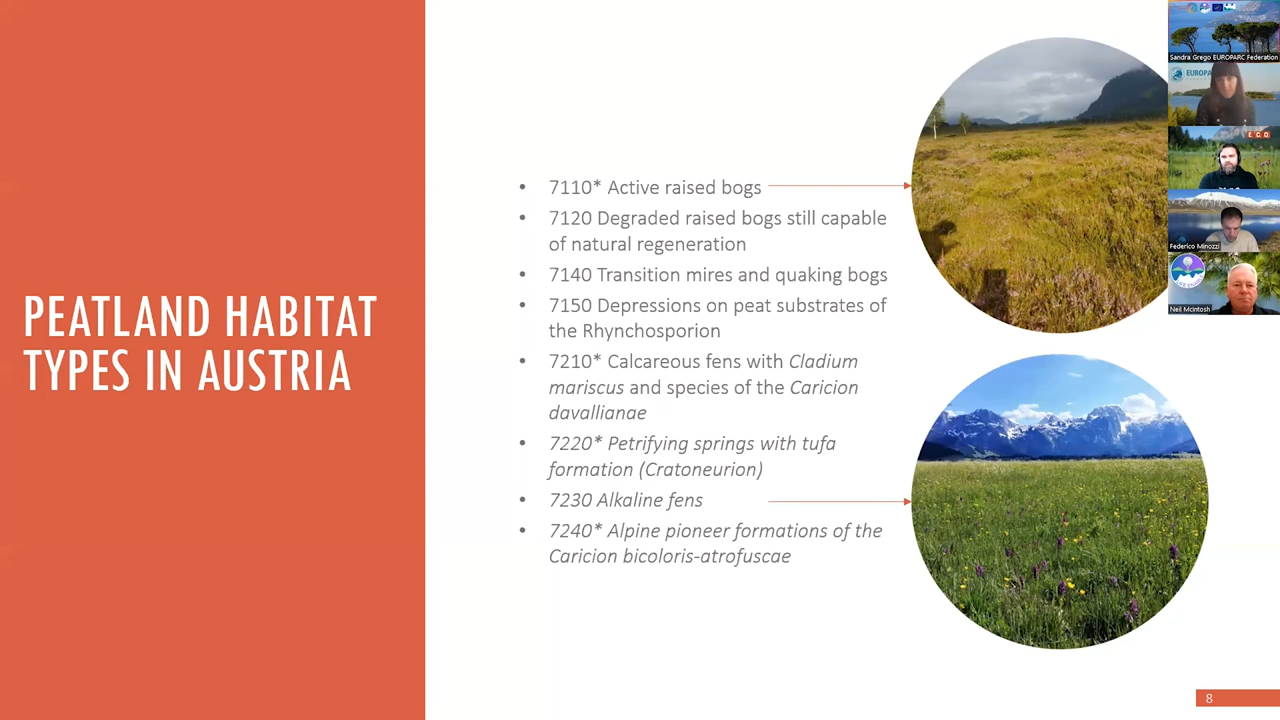 PEATLAND HABITAT
TYPES IN AUSTRIA
• 7110* Active raised bogs
• 7120 Degraded raised bogs still capable
of natural regeneration
• 7140 Transition mires and quaking bogs
• 7150 Depressions on peat substrates of
the Rhynchosporion
• 7210* Calcareous fens with Cladium
mariscus and species of the Caricion
davallianae
• 7220* Petrifying springs with tufa
formation (Cratoneurion)
• 7230 Alkaline fens
• 7240* Alpine pioneer formations of the
Caricion bicoloris-atrofuscae
Sandra Grego EUROPARC Federation
E.C.O.
Federico Minozzi
Neil McIntosh
8